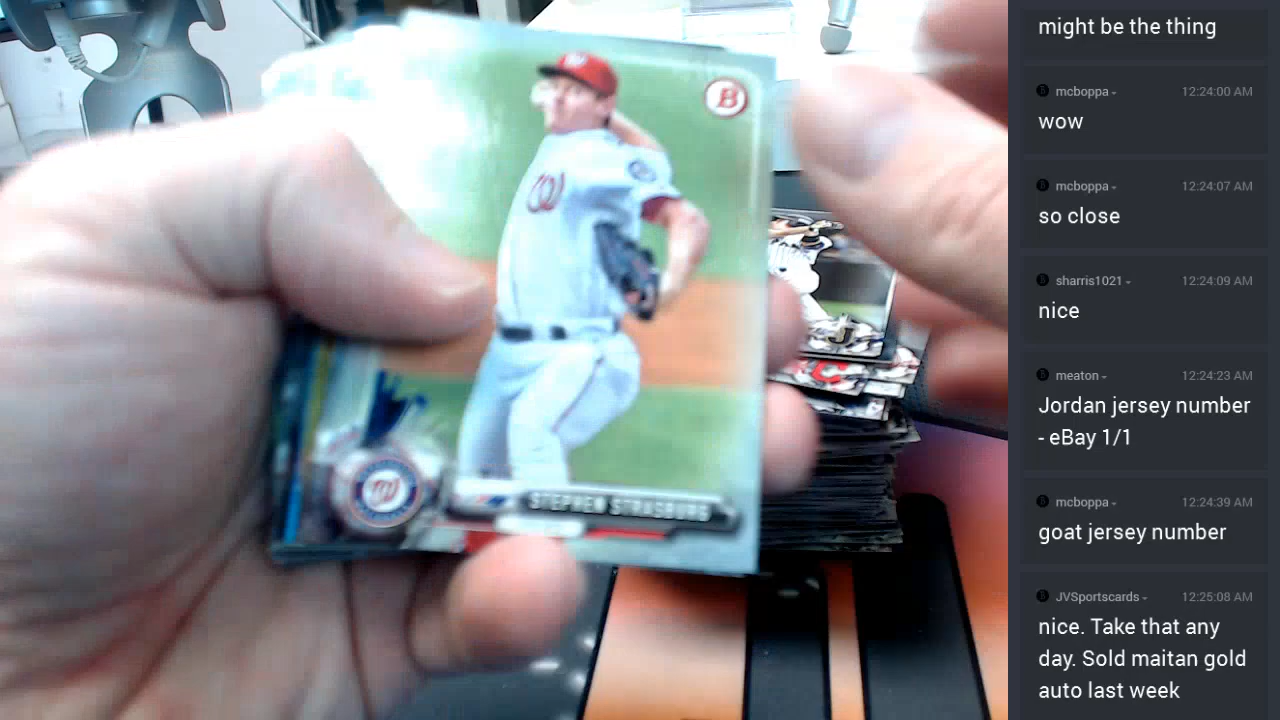 B
W
W
STEPHEN STRASBURG
might be the thing
mcboppa
12:24:00 AM
wow
mcboppa
12:24:07 AM
so close
sharris1021
12:24:09 AM
nice
meaton
12:24:23 AM
Jordan jersey number
- eBay 1/1
mcboppa
12:24:39 AM
goat jersey number
JVSportscards
12:25:08 AM
nice. Take that any
day. Sold maitan gold
auto last week